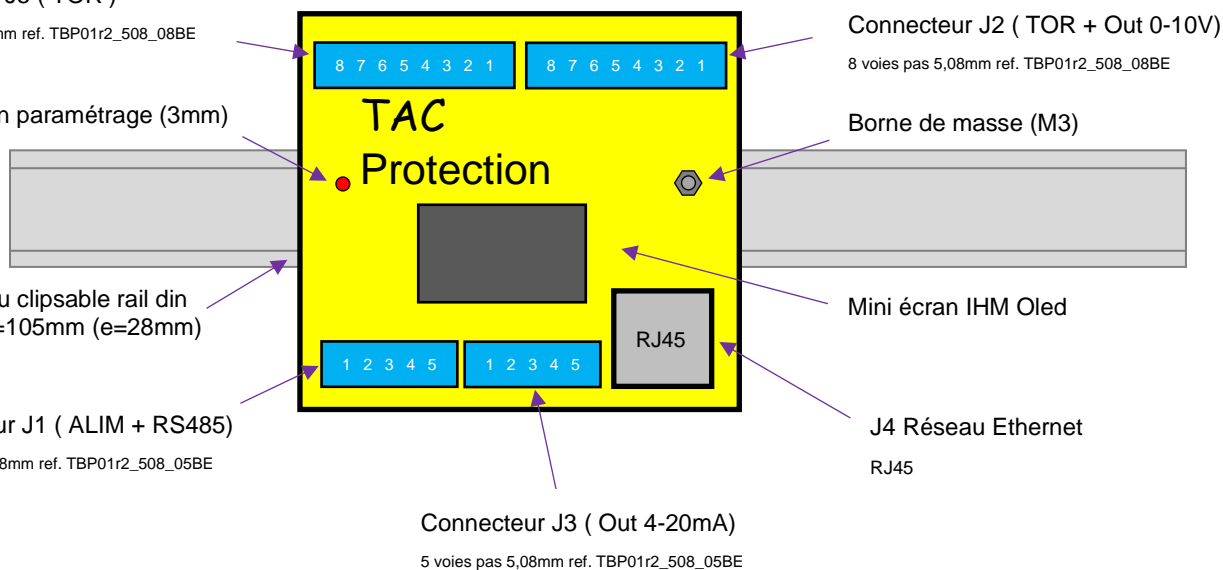 ( TOR )
mm ref. TBP01r2_508_08BE
8 7 6 5 4 3 2 1
8 7 6 5 4 3 2 1
Connecteur J2 ( TOR + Out 0-10V)
8 voies pas 5,08mm ref. TBP01r2_508_08BE
n paramétrage (3mm)
TAC
Protection
Borne de masse (M3)
u clipsable rail din
=105mm (e=28mm)
Mini écran IHM Oled
RJ45
1 2 3 4 5
1 2 3 4 5
ur J1 ( ALIM + RS485)
8mm ref. TBP01r2_508_05BE
J4 Réseau Ethernet
RJ45
Connecteur J3 ( Out 4-20mA)
5 voies pas 5,08mm ref. TBP01r2_508_05BE